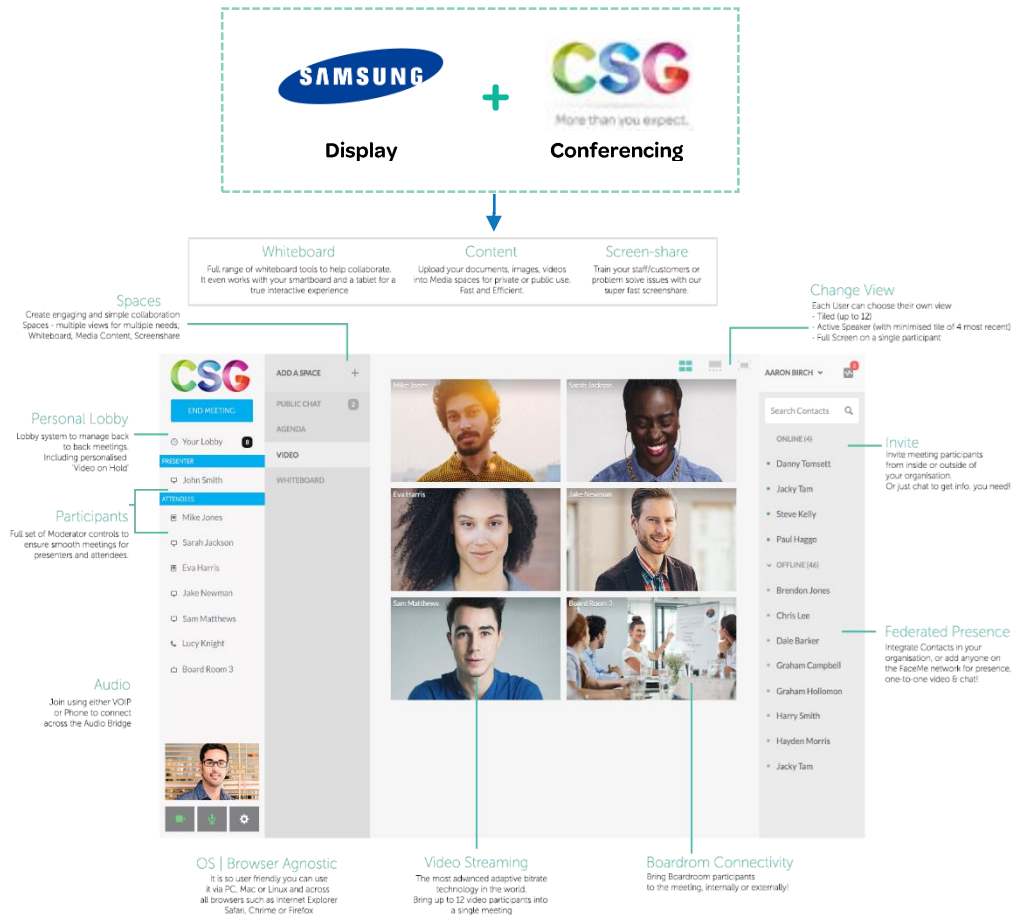 SAMSUNG
CSG
More than you expect.
Display
Conferencing
Whiteboard
Full range of whiteboard tools to help collaborate.
It even works with your smartboard and a tablet for a
true interactive experience
Content
Upload your documents, images, videos
into Media spaces for private or public use.
Fast and Efficient.
Screen-share
Train your staff/customers or
problem solve issues with our
super fast screenshare.
Spaces
Create engaging and simple collaboration
Spaces - multiple views for multiple needs;
Whiteboard, Media Content, Screenshare
Change View
Each User can choose their own view
- Tiled (up to 12)
- Active Speaker (with minimised tile of 4 most recent)
- Full Screen on a single participant
Personal Lobby
Lobby system to manage back
to back meetings.
Including personalised
'Video on Hold'
Participants
Full set of Moderator controls to
ensure smooth meetings for
presenters and attendees.
Audio
Join using either VOIP
or Phone to connect
across the Audio Bridge
CSG
END MEETING
Your Lobby 8
PRESENTER
John Smith
ATTENDEES
Mike Jones
Sarah Jackson
Eva Harris
Jake Newman
Sam Matthews
Lucy Knight
Board Room 3
ADD A SPACE +
PUBLIC CHAT 2
AGENDA
VIDEO
WHITEBOARD
Mike Jones
Sarah Jackson
Eva Harris
Jake Newman
Sam Matthews
Board Room 3
AARON BIRCH
Search Contacts
ONLINE (4)
Danny Tomsett
Jacky Tam
Steve Kelly
Paul Haggo
OFFLINE (46)
Brendon Jones
Chris Lee
Dale Barker
Graham Campbell
Graham Hollomon
Harry Smith
Hayden Morris
Jacky Tam
Invite
Invite meeting participants
from inside or outside of
your organisation.
Or just chat to get info, you need!
Federated Presence
Integrate Contacts in your
organisation, or add anyone on
the FaceMe network for presence,
one-to-one video & chat!
OS | Browser Agnostic
It is so user friendly you can use
it via PC, Mac or Linux and across
all browsers such as Internet Explorer
Safari, Chrime or Firefox
Video Streaming
The most advanced adaptive bitrate
technology in the world.
Bring up to 12 video participants into
a single meeting
Boardrom Connectivity
Bring Boardroom participants
to the meeting, internally or externally!